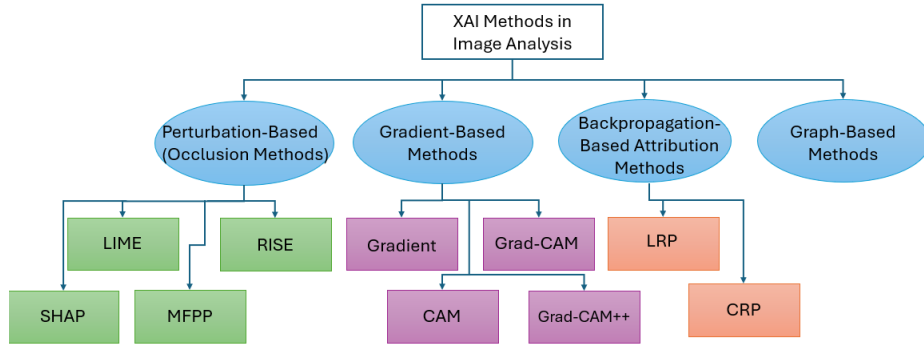 XAI Methods in
Image Analysis
Perturbation-Based
(Occlusion Methods)
Gradient-Based
Methods
Backpropagation-
Based Attribution
Methods
Graph-Based
Methods
LIME
RISE
Gradient
Grad-CAM
LRP
SHAP
MFPP
CAM
Grad-CAM++
CRP